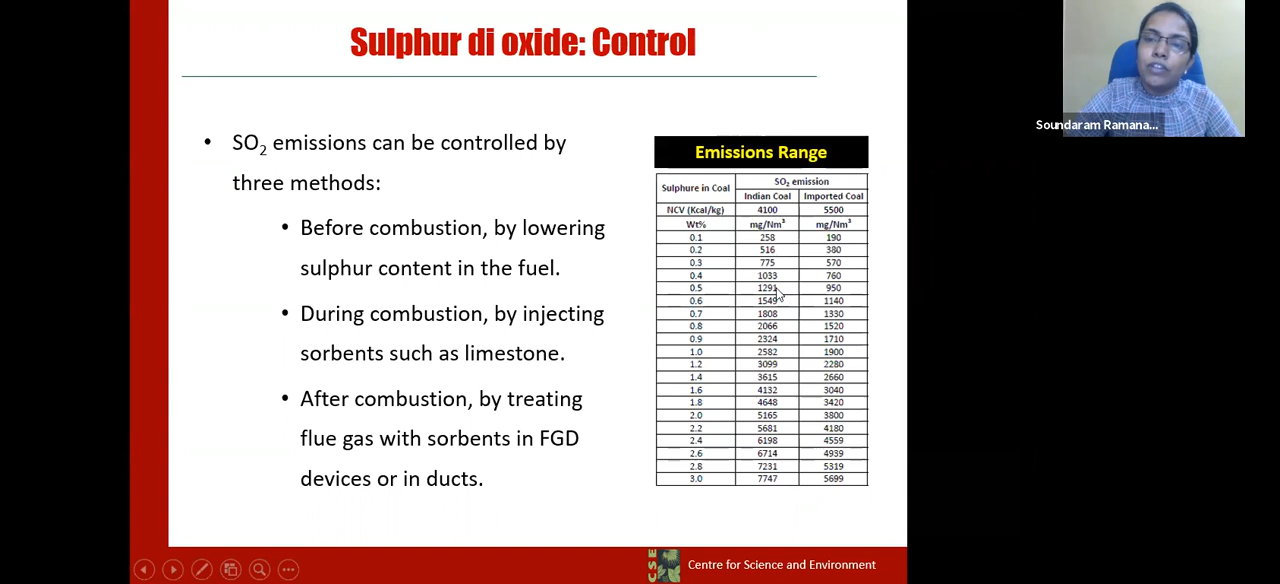 Sulphur di oxide: Control
• SO₂ emissions can be controlled by
three methods:
• Before combustion, by lowering
sulphur content in the fuel.
• During combustion, by injecting
sorbents such as limestone.
• After combustion, by treating
flue gas with sorbents in FGD
devices or in ducts.
Emissions Range
Sulphure in Coal SO₂ emission
Indian Coal Imported Coal
NCV (Kcal/kg) 4100 5500
Wt% mg/Nm³ mg/Nm³
0.1 258 190
0.2 516 380
0.3 775 570
0.4 1033 760
0.5 1291 950
0.6 1549 1140
0.7 1808 1330
0.8 2066 1520
0.9 2324 1710
1.0 2582 1900
1.2 3099 2280
1.4 3615 2660
1.6 4132 3040
1.8 4648 3420
2.0 5165 3800
2.2 5681 4180
2.4 6198 4559
2.6 6714 4939
2.8 7231 5319
3.0 7747 5699
CSE Centre for Science and Environment
Soundaram Ramana...